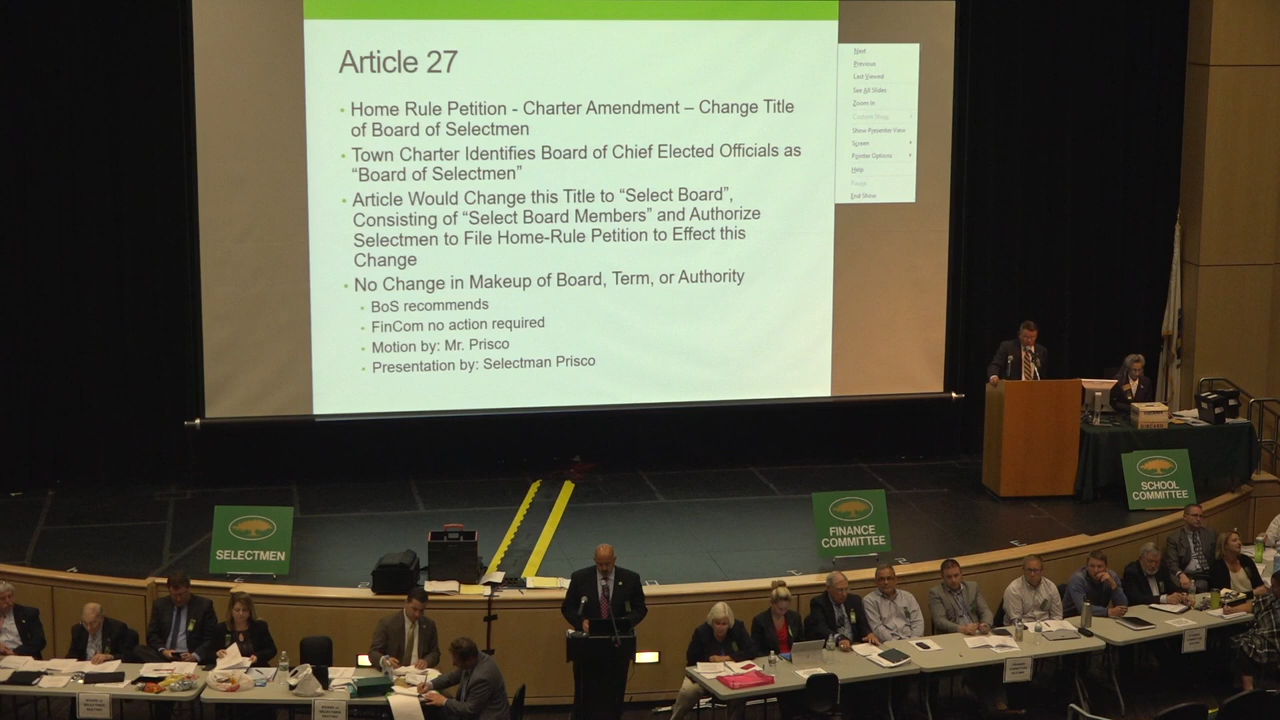 Article 27
• Home Rule Petition - Charter Amendment – Change Title
of Board of Selectmen
• Town Charter Identifies Board of Chief Elected Officials as
“Board of Selectmen”
• Article Would Change this Title to “Select Board”,
Consisting of “Select Board Members” and Authorize
Selectmen to File Home-Rule Petition to Effect this
Change
• No Change in Makeup of Board, Term, or Authority
• BoS recommends
• FinCom no action required
• Motion by: Mr. Prisco
• Presentation by: Selectman Prisco
Next
Previous
Last Viewed
See All Slides
Zoom In
Custom Show
Show Presenter View
Screen
Pointer Options
Help
Pause
End Show
SELECTMEN
FINANCE
COMMITTEE
SCHOOL
COMMITTEE